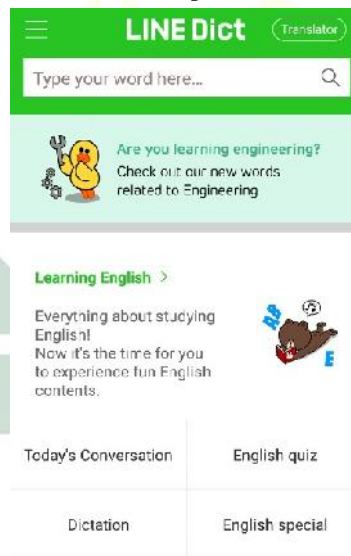 LINE Dict
Translator
Type your word here...
Are you learning engineering?
Check out our new words
related to Engineering
Learning English >
Everything about studying
English!
Now it's the time for you
to experience fun English
contents.
AB
E
Today's Conversation
English quiz
Dictation
English special